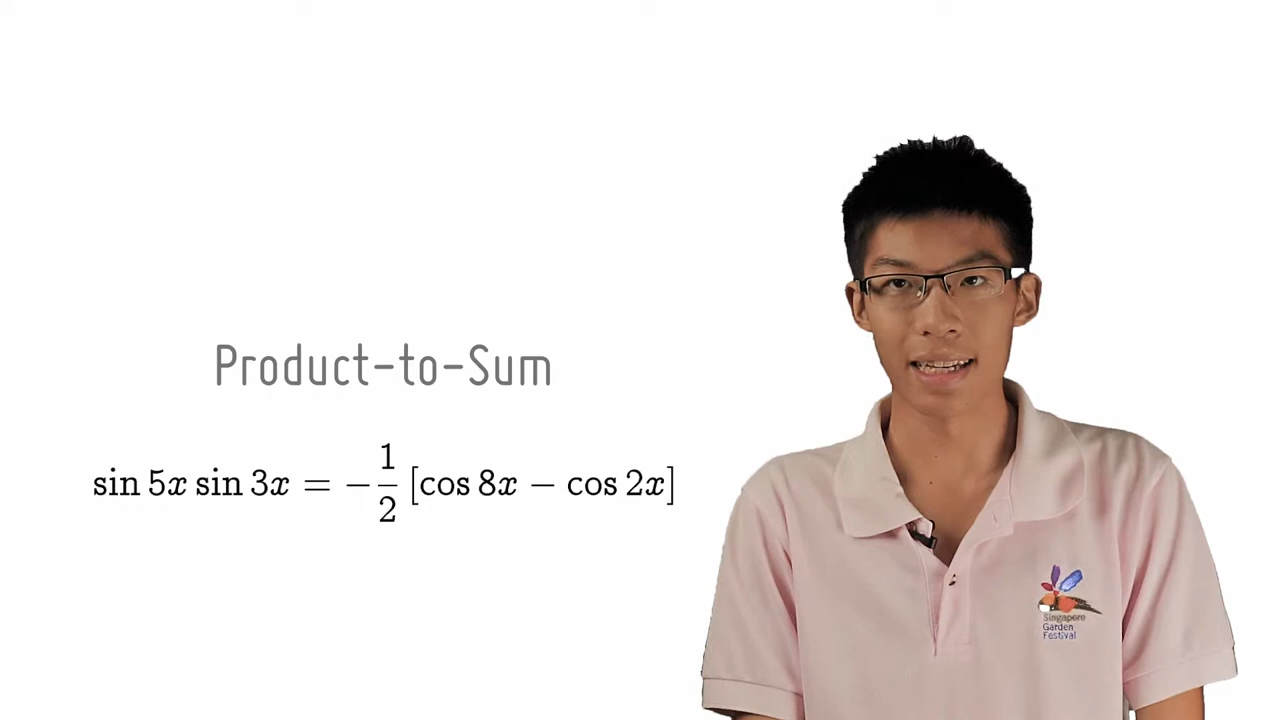 Product-to-Sum
sin 5x sin 3x = −1/2 [cos 8x − cos 2x]
Singapore
Garden
Festival